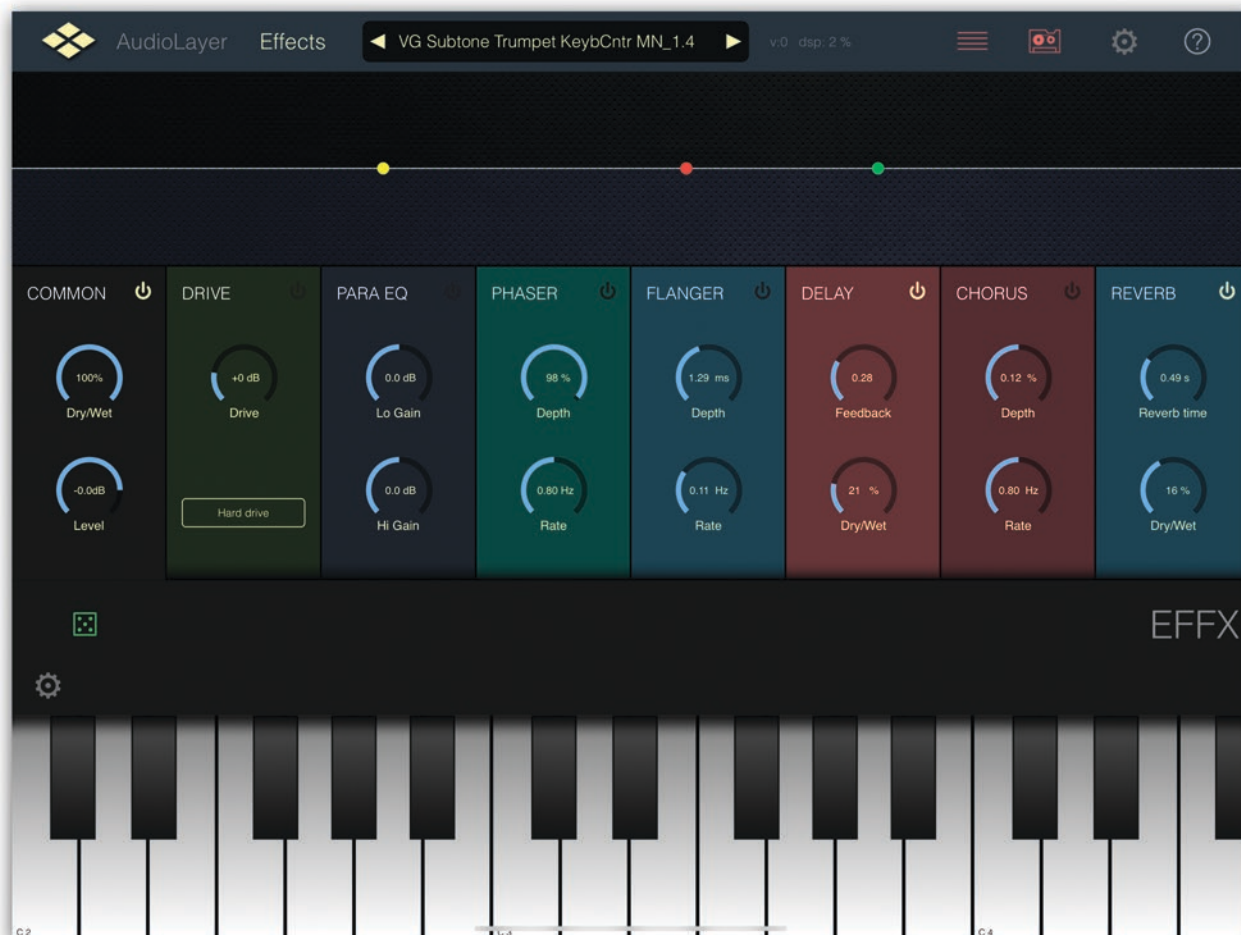 AudioLayer Effects VG Subtone Trumpet KeybCntr MN_1.4 v:0 dsp: 2 % ?
COMMON DRIVE PARA EQ PHASER FLANGER DELAY CHORUS REVERB
100% +0 dB 0.0 dB 98 % 1.29 ms 0.28 0.12 % 0.49 s
Dry/Wet Drive Lo Gain Depth Depth Feedback Depth Reverb time
-0.0dB 0.0 dB 0.80 Hz 0.11 Hz 21 % 0.80 Hz 16 %
Hard drive
Level Hi Gain Rate Rate Dry/Wet Rate Dry/Wet
EFFX
C2 C4